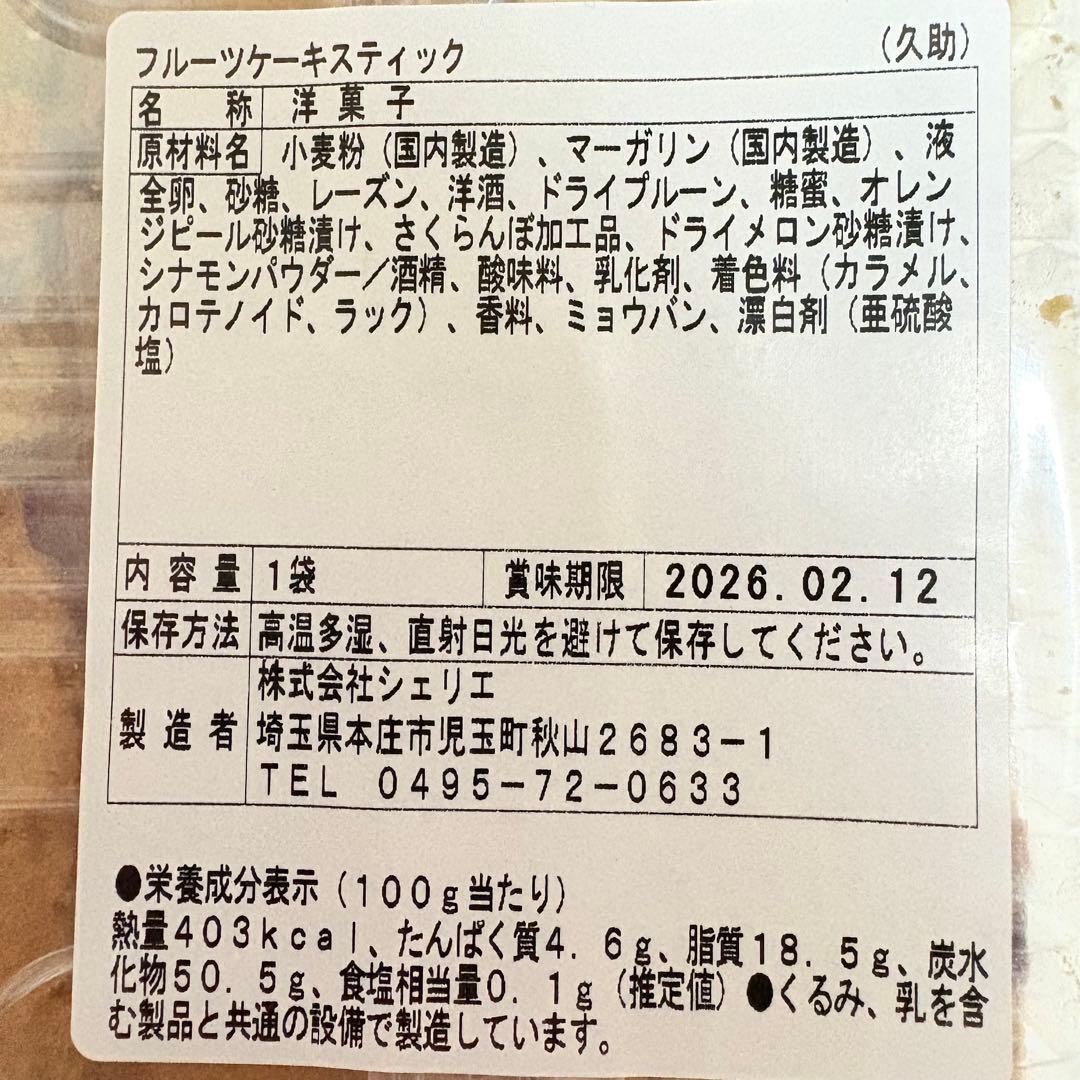 フルーツケーキスティック （久助）
名称 洋菓子
原材料名 小麦粉（国内製造）、マーガリン（国内製造）、液
全卵、砂糖、レーズン、洋酒、ドライプルーン、糖蜜、オレン
ジピール砂糖漬け、さくらんぼ加工品、ドライメロン砂糖漬け、
シナモンパウダー／酒精、酸味料、乳化剤、着色料（カラメル、
カロテノイド、ラック）、香料、ミョウバン、漂白剤（亜硫酸
塩）
内容量 1袋 賞味期限 2026.02.12
保存方法 高温多湿、直射日光を避けて保存してください。
製造者 株式会社シェリエ
埼玉県本庄市児玉町秋山２６８３－１
ＴＥＬ ０４９５－７２－０６３３
●栄養成分表示（１００ｇ当たり）
熱量４０３ｋｃａｌ、たんぱく質４．６ｇ、脂質１８．５ｇ、炭水
化物５０．５ｇ、食塩相当量０．１ｇ（推定値）●くるみ、乳を含
む製品と共通の設備で製造しています。